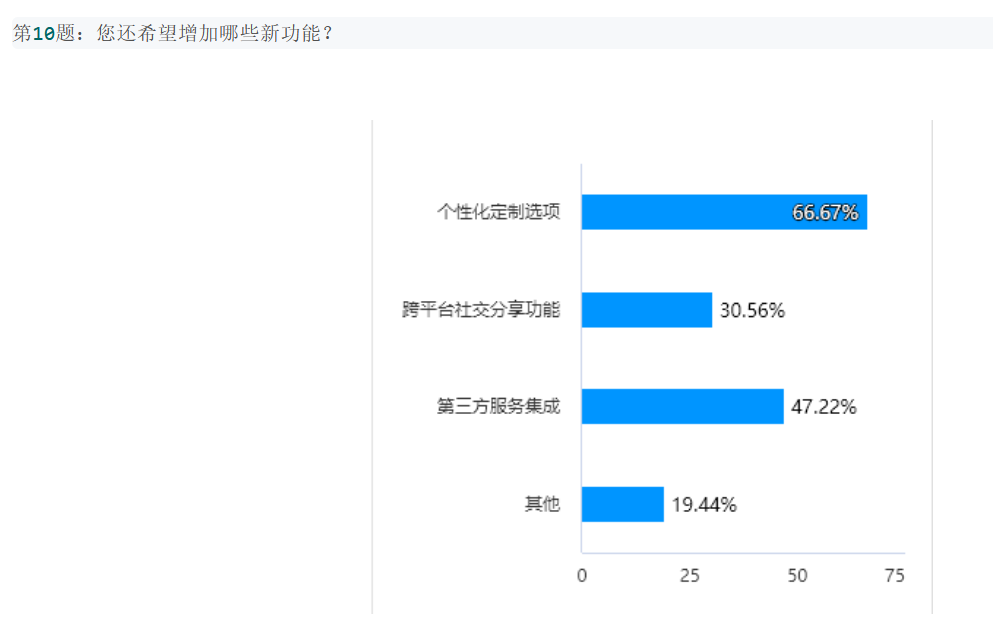 第10题：您还希望增加哪些新功能？
个性化定制选项 66.67%
跨平台社交分享功能 30.56%
第三方服务集成 47.22%
其他 19.44%
0 25 50 75